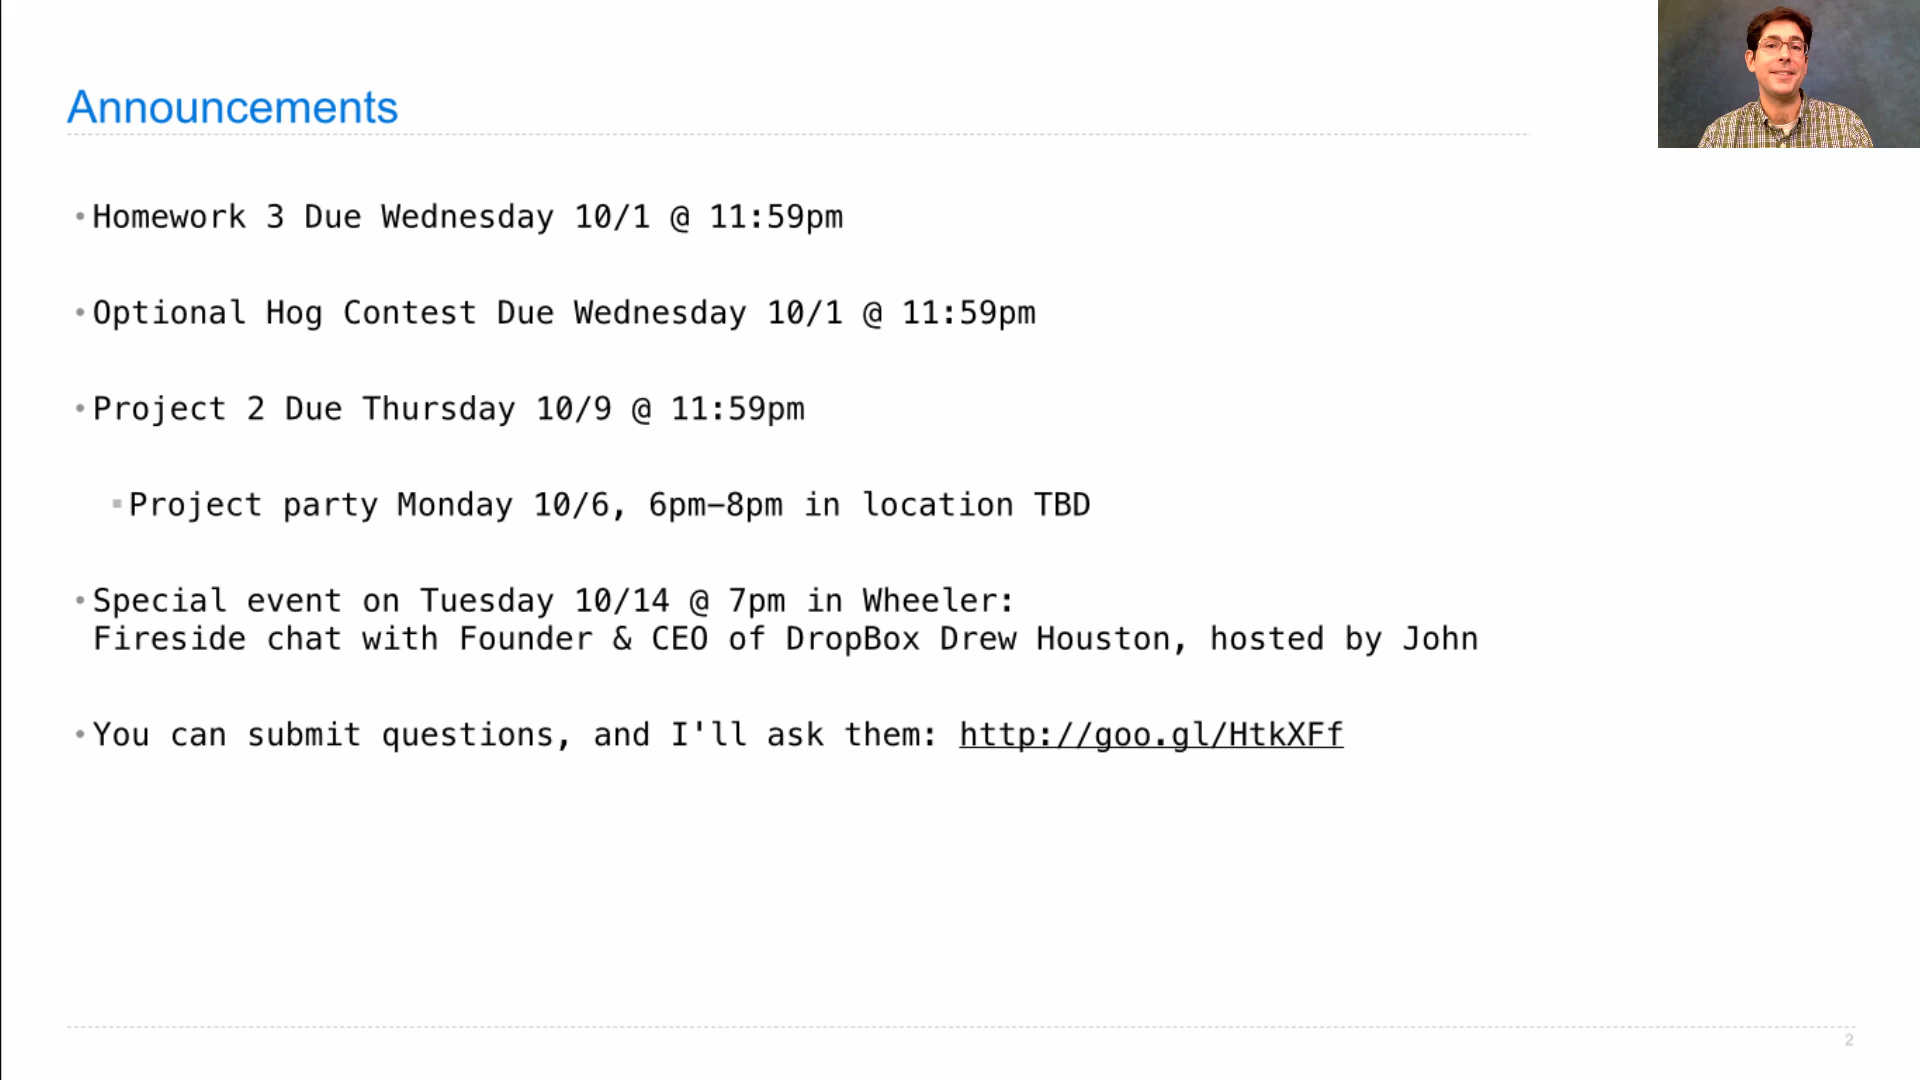 Announcements
•Homework 3 Due Wednesday 10/1 @ 11:59pm
•Optional Hog Contest Due Wednesday 10/1 @ 11:59pm
•Project 2 Due Thursday 10/9 @ 11:59pm
▪Project party Monday 10/6, 6pm–8pm in location TBD
•Special event on Tuesday 10/14 @ 7pm in Wheeler:
Fireside chat with Founder & CEO of DropBox Drew Houston, hosted by John
•You can submit questions, and I'll ask them: http://goo.gl/HtkXFf
2